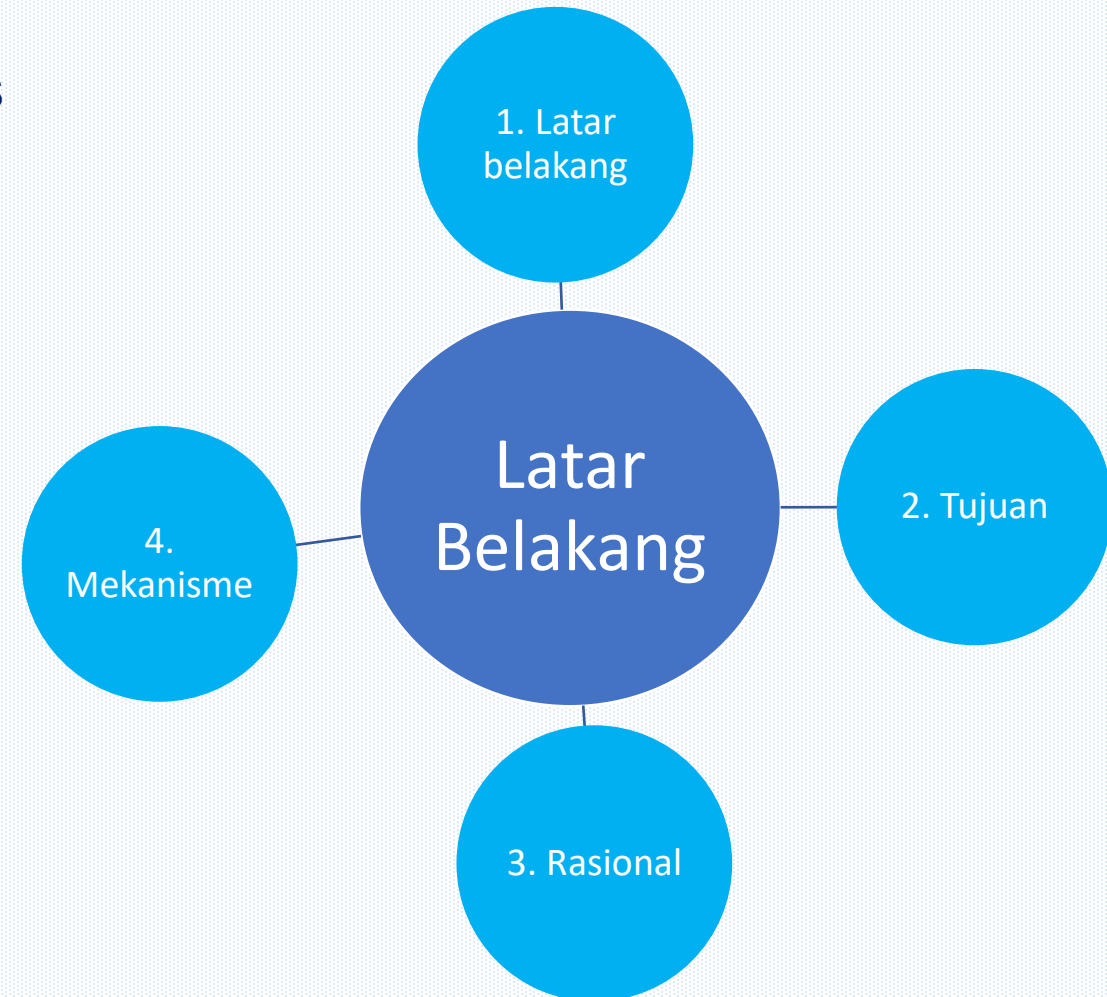 s
1. Latar
belakang
Latar
Belakang
2. Tujuan
3. Rasional
4.
Mekanisme